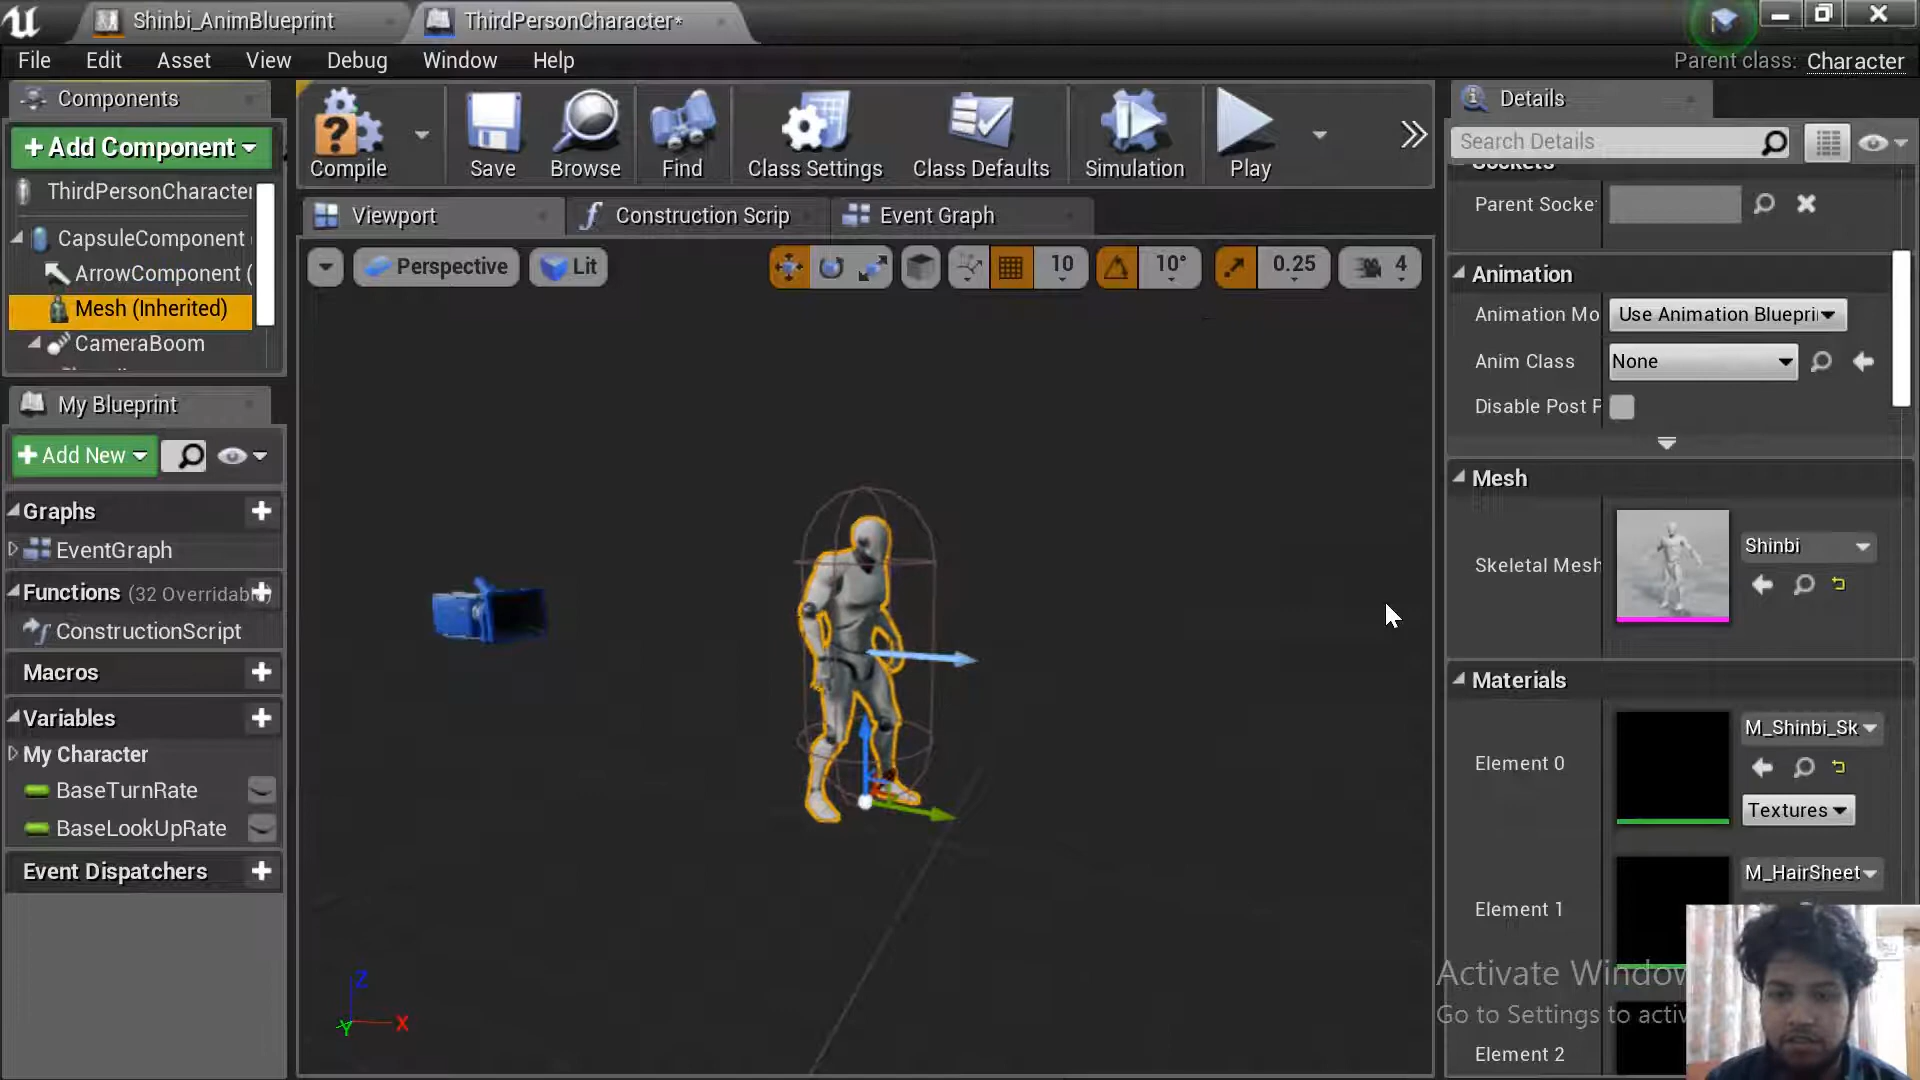 Shinbi_AnimBlueprint
ThirdPersonCharacter*
File Edit Asset View Debug Window Help
Parent class: Character
Components
Details
+ Add Component
Compile Save Browse Find Class Settings Class Defaults Simulation Play
Search Details
Sockets
ThirdPersonCharacter
Parent Socke
Viewport Construction Scrip Event Graph
CapsuleComponent (
ArrowComponent (
Mesh (Inherited)
CameraBoom
Perspective Lit 10 10° 0.25 4
Animation
Animation Mo Use Animation Bluepri
Anim Class None
Disable Post P
My Blueprint
+ Add New
Mesh
Skeletal Mesh Shinbi
Graphs
EventGraph
Functions (32 Overridab
ConstructionScript
Macros
Variables
My Character
BaseTurnRate
BaseLookUpRate
Event Dispatchers
Materials
Element 0 M_Shinbi_Sk
Textures
Element 1 M_HairSheet
Element 2
Activate Window
Go to Settings to activ
Z
Y X